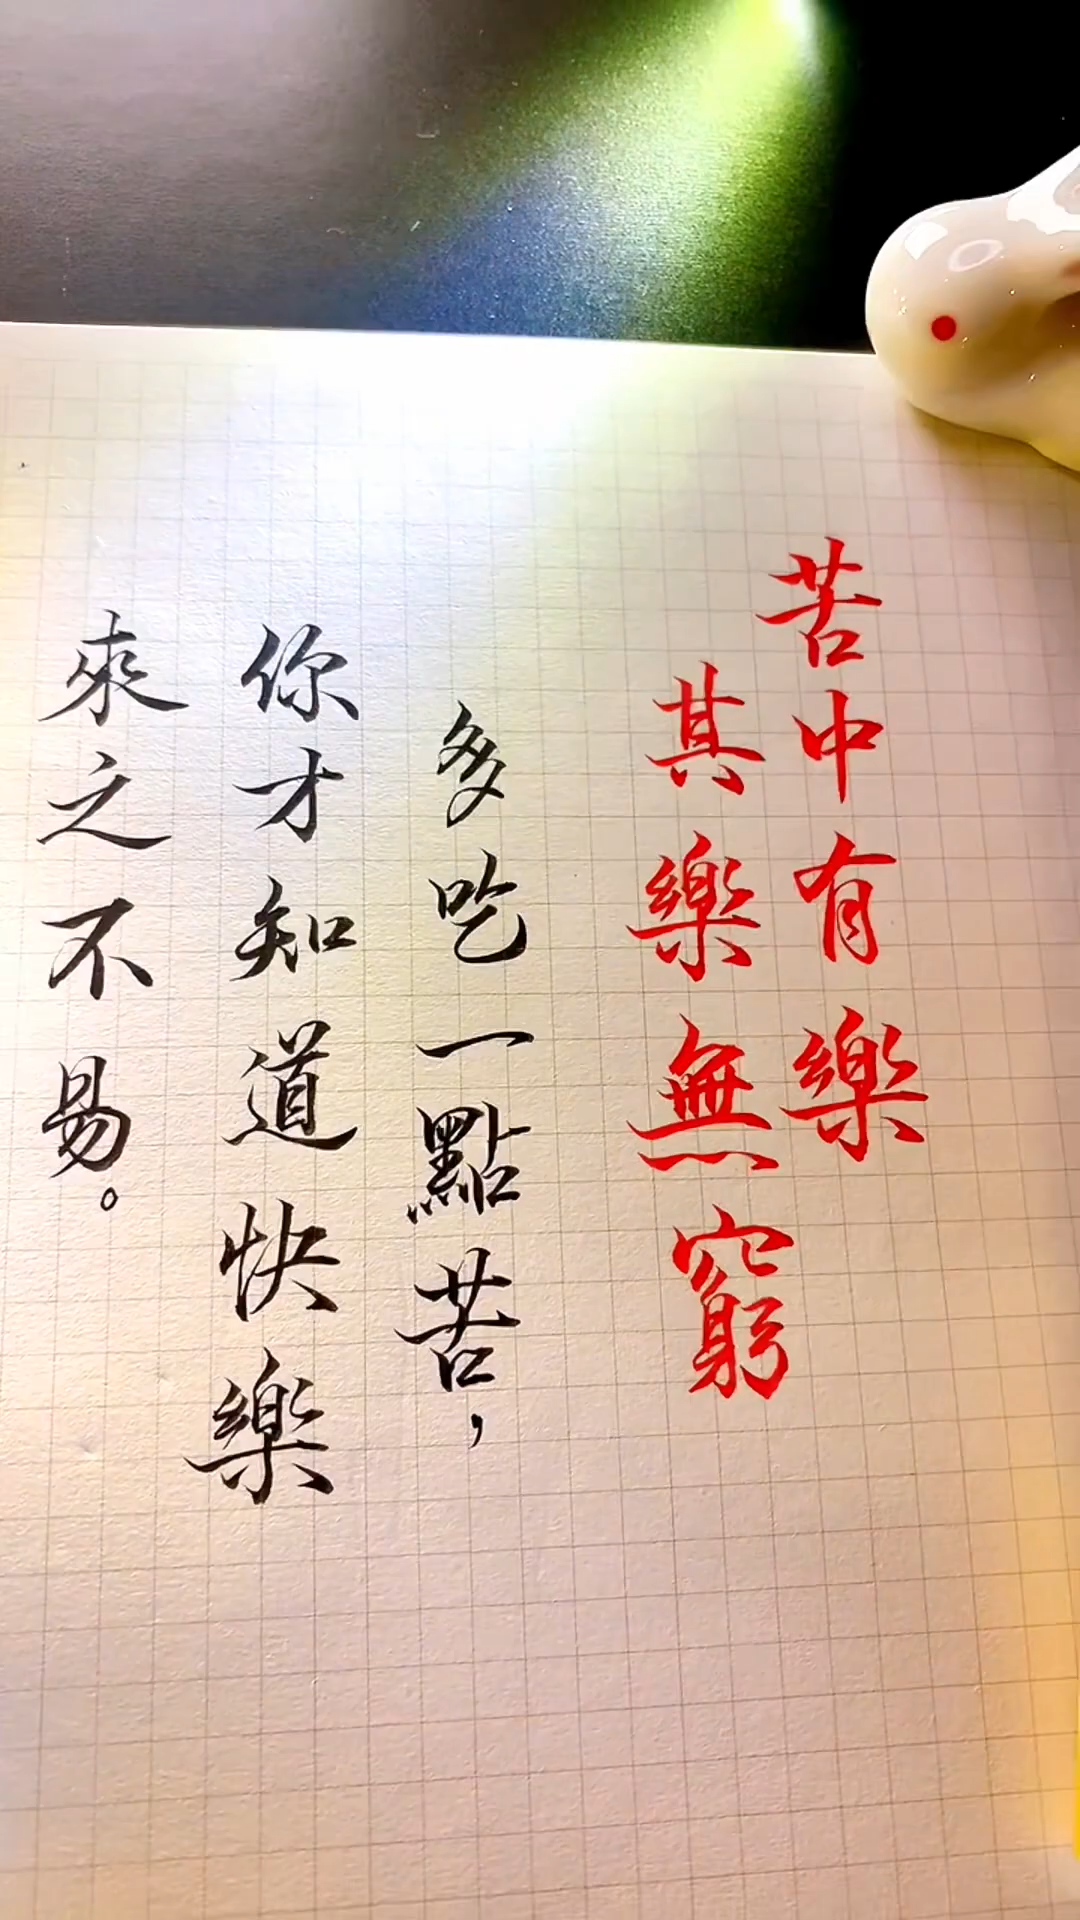 苦中有樂
其樂無窮
多吃一點苦，
你才知道快樂
來之不易。